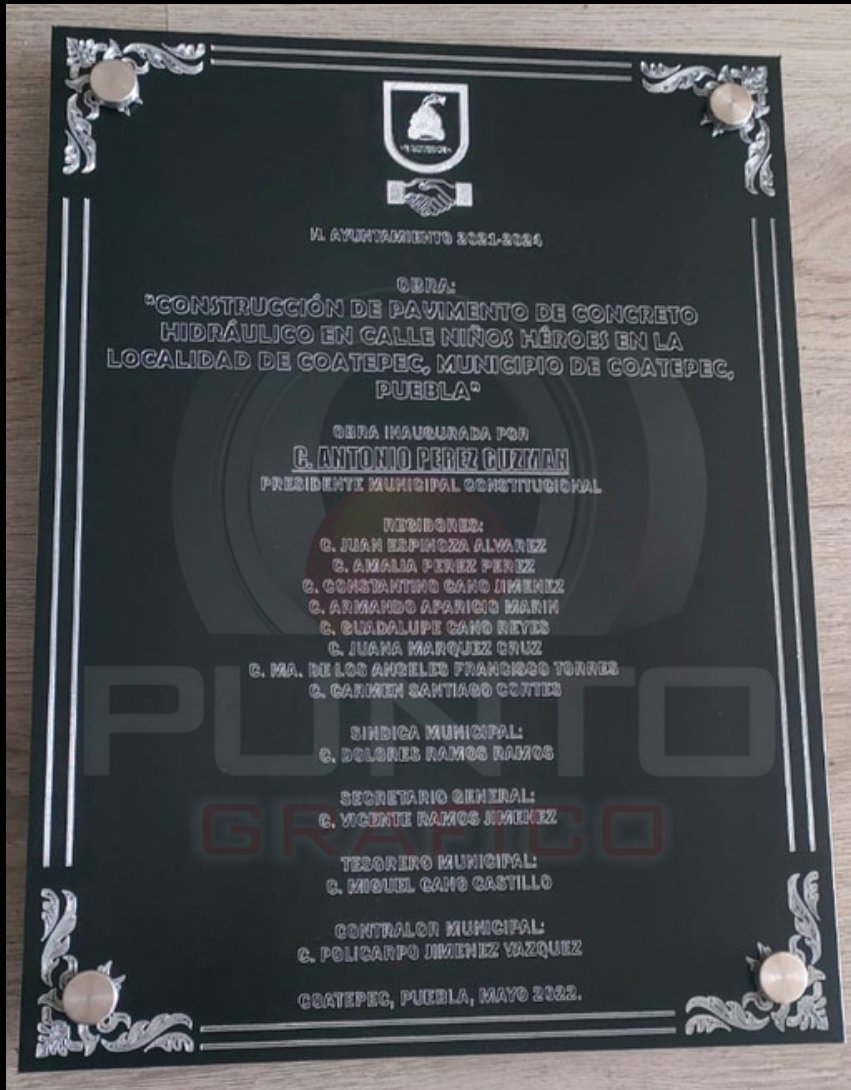 H. AYUNTAMIENTO 2021-2024
OBRA:
"CONSTRUCCIÓN DE PAVIMENTO DE CONCRETO
HIDRÁULICO EN CALLE NIÑOS HÉROES EN LA
LOCALIDAD DE COATEPEC, MUNICIPIO DE COATEPEC,
PUEBLA"
OBRA INAUGURADA POR
C. ANTONIO PEREZ GUZMAN
PRESIDENTE MUNICIPAL CONSTITUCIONAL
REGIDORES:
C. JUAN ESPINOZA ALVAREZ
C. AMALIA PEREZ PEREZ
C. CONSTANTINO CANO JIMENEZ
C. ARMANDO APARICIO MARIN
C. GUADALUPE CANO REYES
C. JUANA MARQUEZ CRUZ
C. MA. DE LOS ANGELES FRANCISCO TORRES
C. CARMEN SANTIAGO CORTES
SINDICA MUNICIPAL:
C. DOLORES RAMOS RAMOS
SECRETARIO GENERAL:
C. VICENTE RAMOS JIMENEZ
TESORERO MUNICIPAL:
C. MIGUEL CANO CASTILLO
CONTRALOR MUNICIPAL:
C. POLICARPO JIMENEZ VAZQUEZ
COATEPEC, PUEBLA, MAYO 2022.
PUNTO
GRAFICO